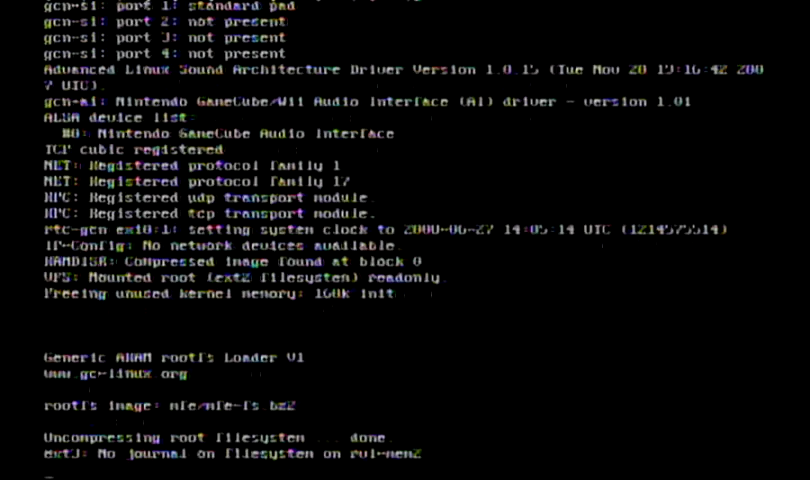 gcn-si: port 1: standard pad
gcn-si: port 2: not present
gcn-si: port 3: not present
gcn-si: port 4: not present
Advanced Linux Sound Architecture Driver Version 1.0.15 (Tue Nov 20 19:16:42 200
7 UTC).
gcn-ai: Nintendo GameCube/Wii Audio Interface (AI) driver - version 1.01
ALSA device list:
#0: Nintendo GameCube Audio Interface
TCP cubic registered
NET: Registered protocol family 1
NET: Registered protocol family 17
RPC: Registered udp transport module.
RPC: Registered tcp transport module.
rtc-gcn exi0:1: setting system clock to 2008-06-27 14:05:14 UTC (1214575514)
IP-Config: No network devices available.
RAMDISK: Compressed image found at block 0
VFS: Mounted root (ext2 filesystem) readonly.
Freeing unused kernel memory: 160k init
Generic ARAM rootfs Loader V1
www.gc-linux.org
rootfs image: mfe/mfe-fs.bz2
Uncompressing root filesystem ... done.
ext3: No journal on filesystem on rvl-mem2